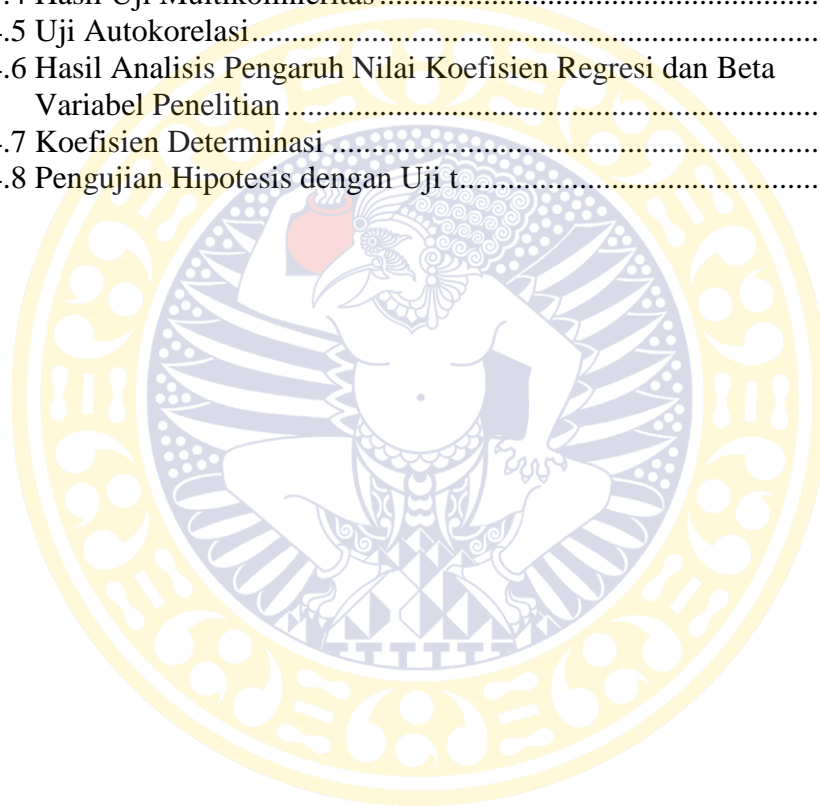 .4 Hasil Uji Multikolinieritas........................................................................
.5 Uji Autokorelasi........................................................................
.6 Hasil Analisis Pengaruh Nilai Koefisien Regresi dan Beta
Variabel Penelitian........................................................................
.7 Koefisien Determinasi ........................................................................
.8 Pengujian Hipotesis dengan Uji t........................................................................